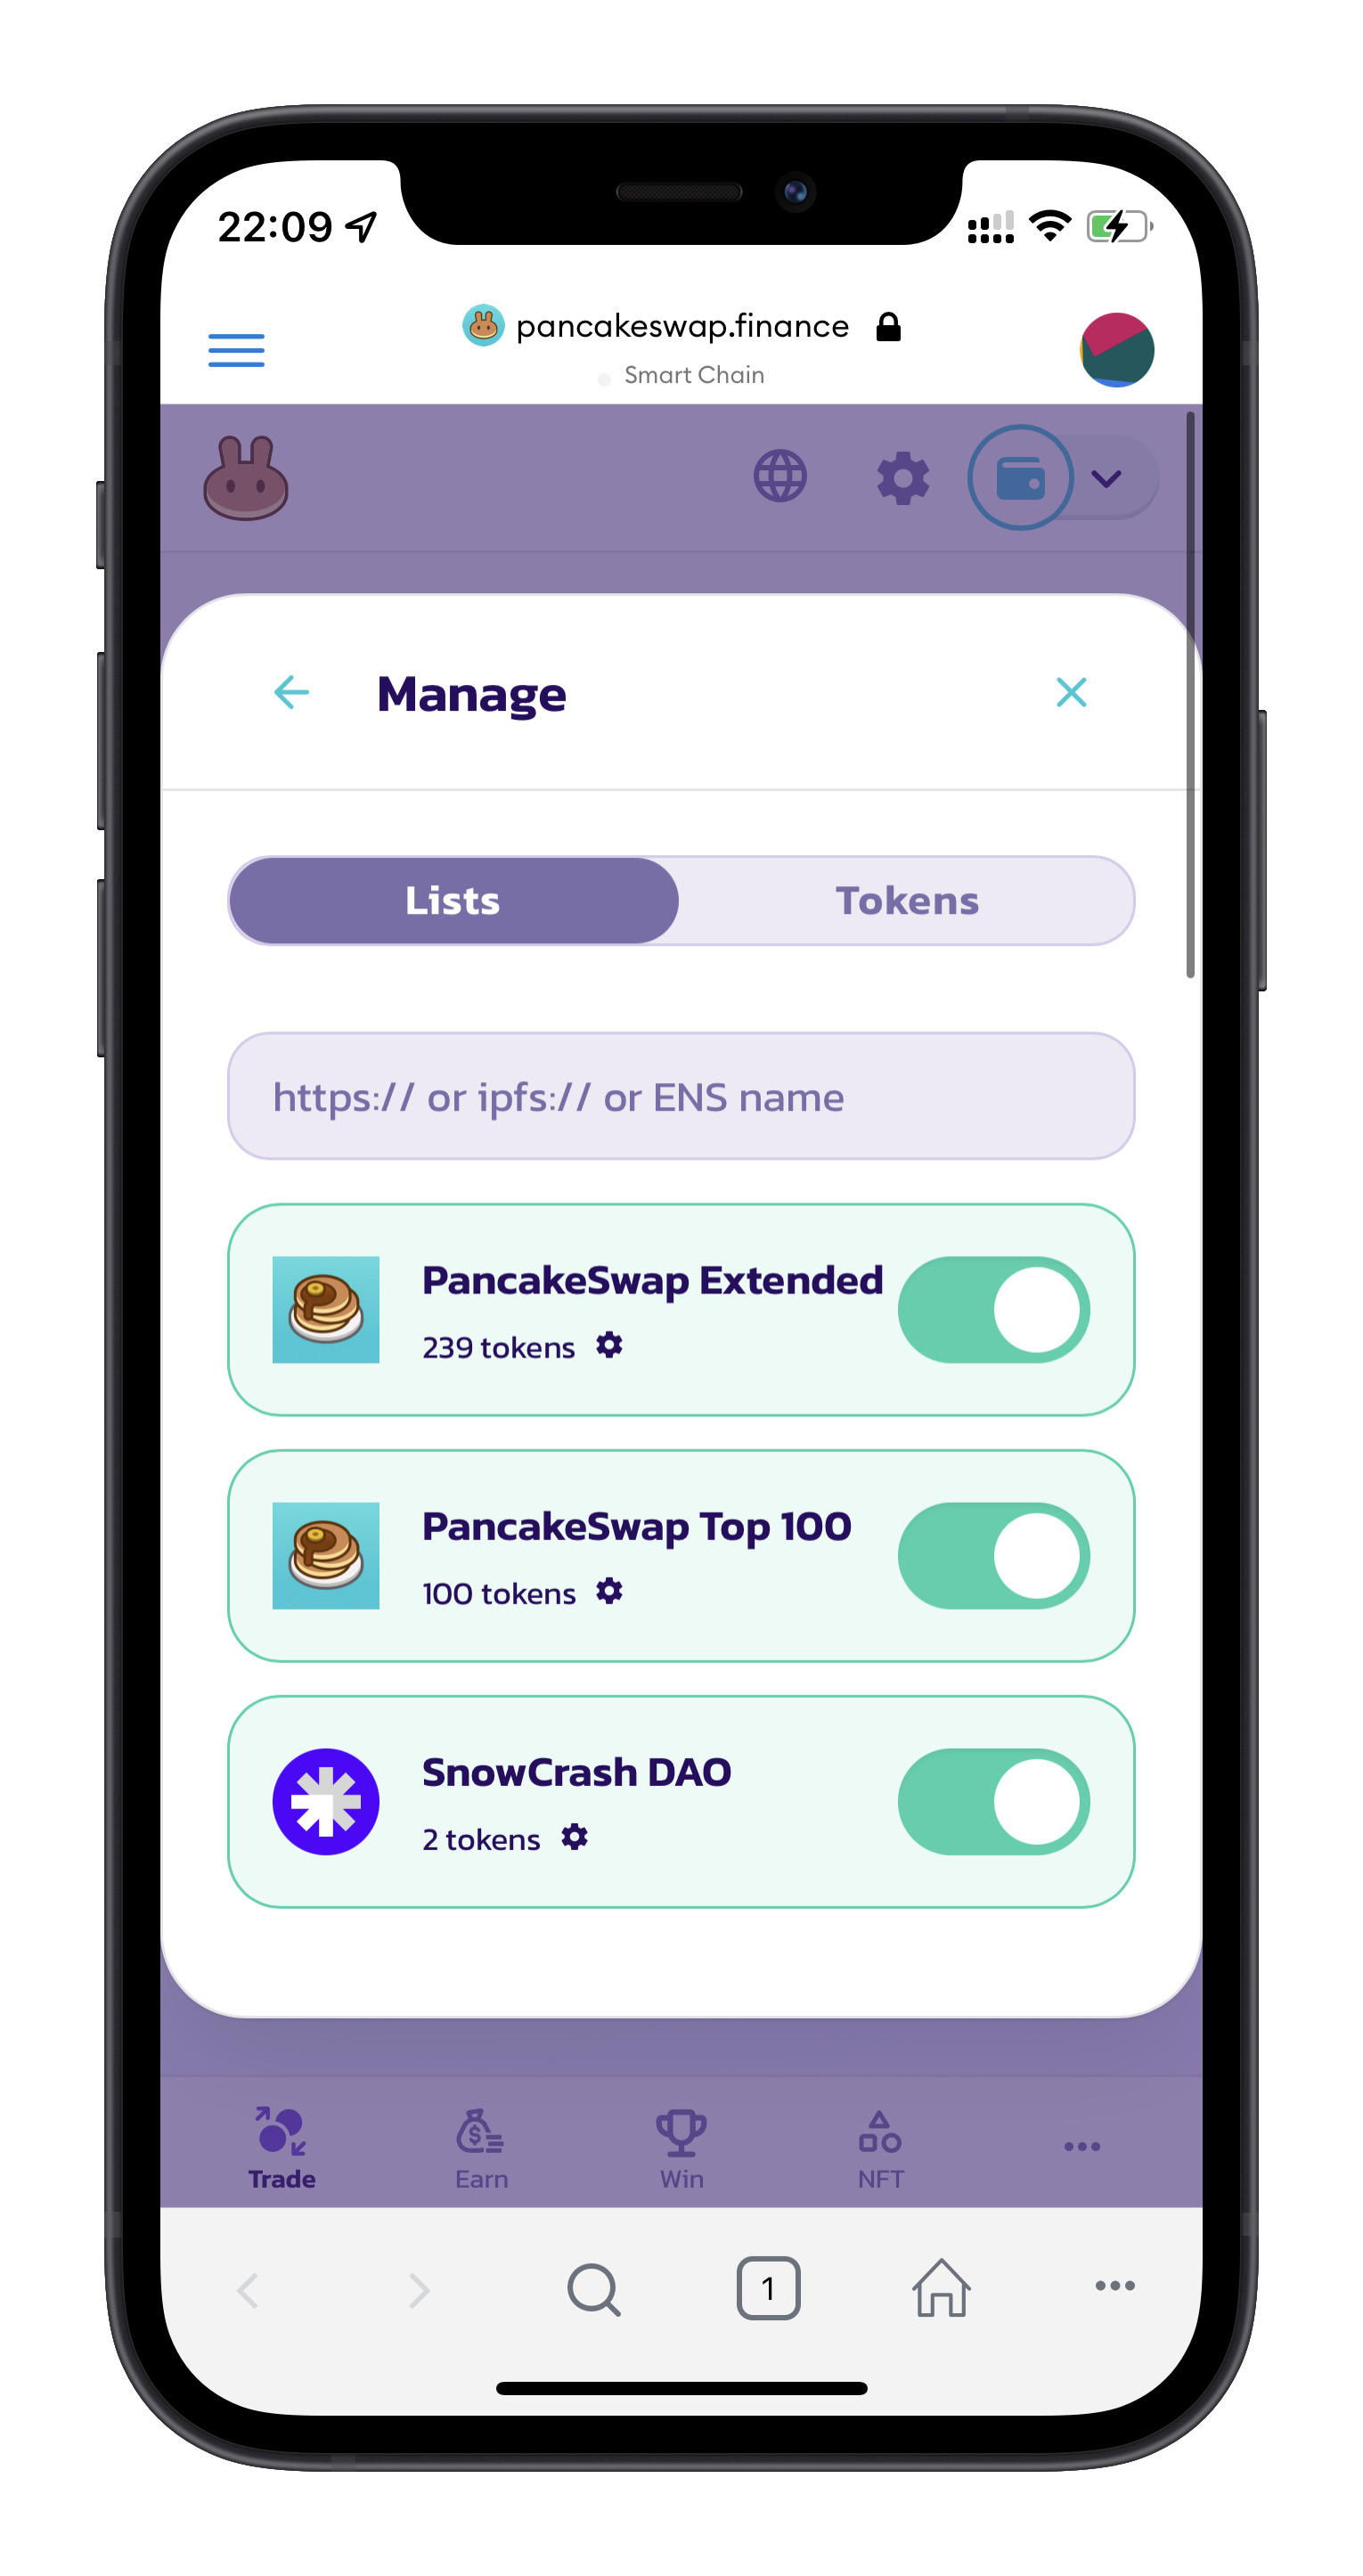 22:09
pancakeswap.finance
Smart Chain
Manage
Lists Tokens
https:// or ipfs:// or ENS name
PancakeSwap Extended
239 tokens
PancakeSwap Top 100
100 tokens
SnowCrash DAO
2 tokens
Trade Earn Win NFT
1